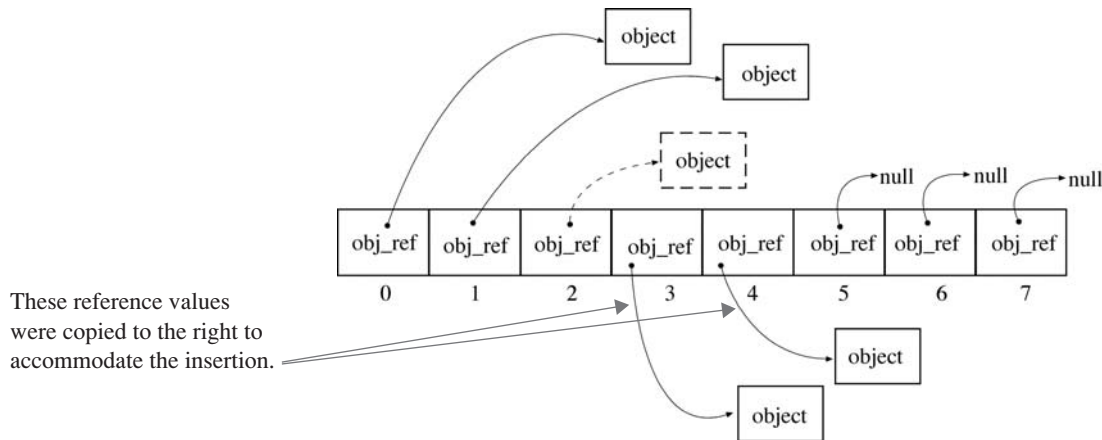 object
object
object
null
null
null
obj_ref
obj_ref
obj_ref
obj_ref
obj_ref
obj_ref
obj_ref
obj_ref
0
1
2
3
4
5
6
7
These reference values
were copied to the right to
accommodate the insertion.
object
object